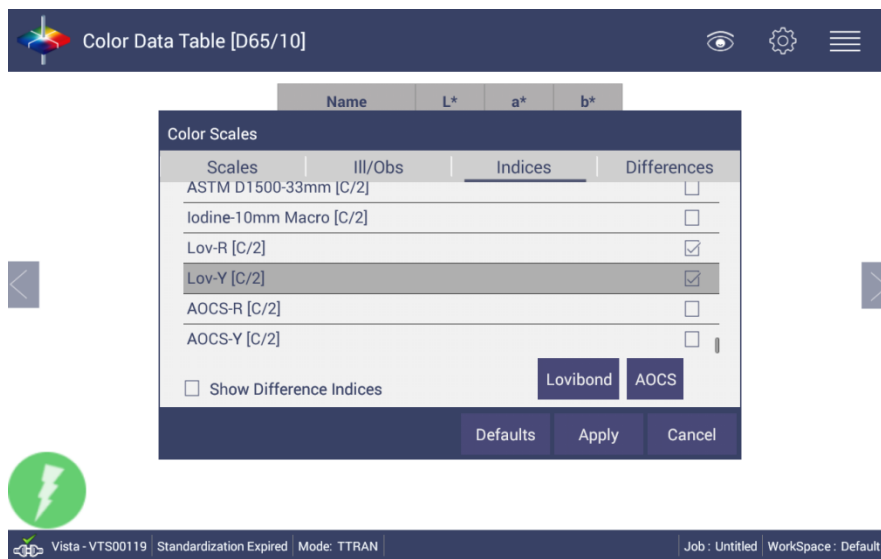 Color Data Table [D65/10]
Name L* a* b*
Color Scales
Scales Ill/Obs Indices Differences
ASTM D1500-33mm [C/2]
Iodine-10mm Macro [C/2]
Lov-R [C/2]
Lov-Y [C/2]
AOCS-R [C/2]
AOCS-Y [C/2]
Show Difference Indices Lovibond AOCS
Defaults Apply Cancel
Vista - VTS00119 Standardization Expired Mode: TTRAN Job : Untitled WorkSpace : Default